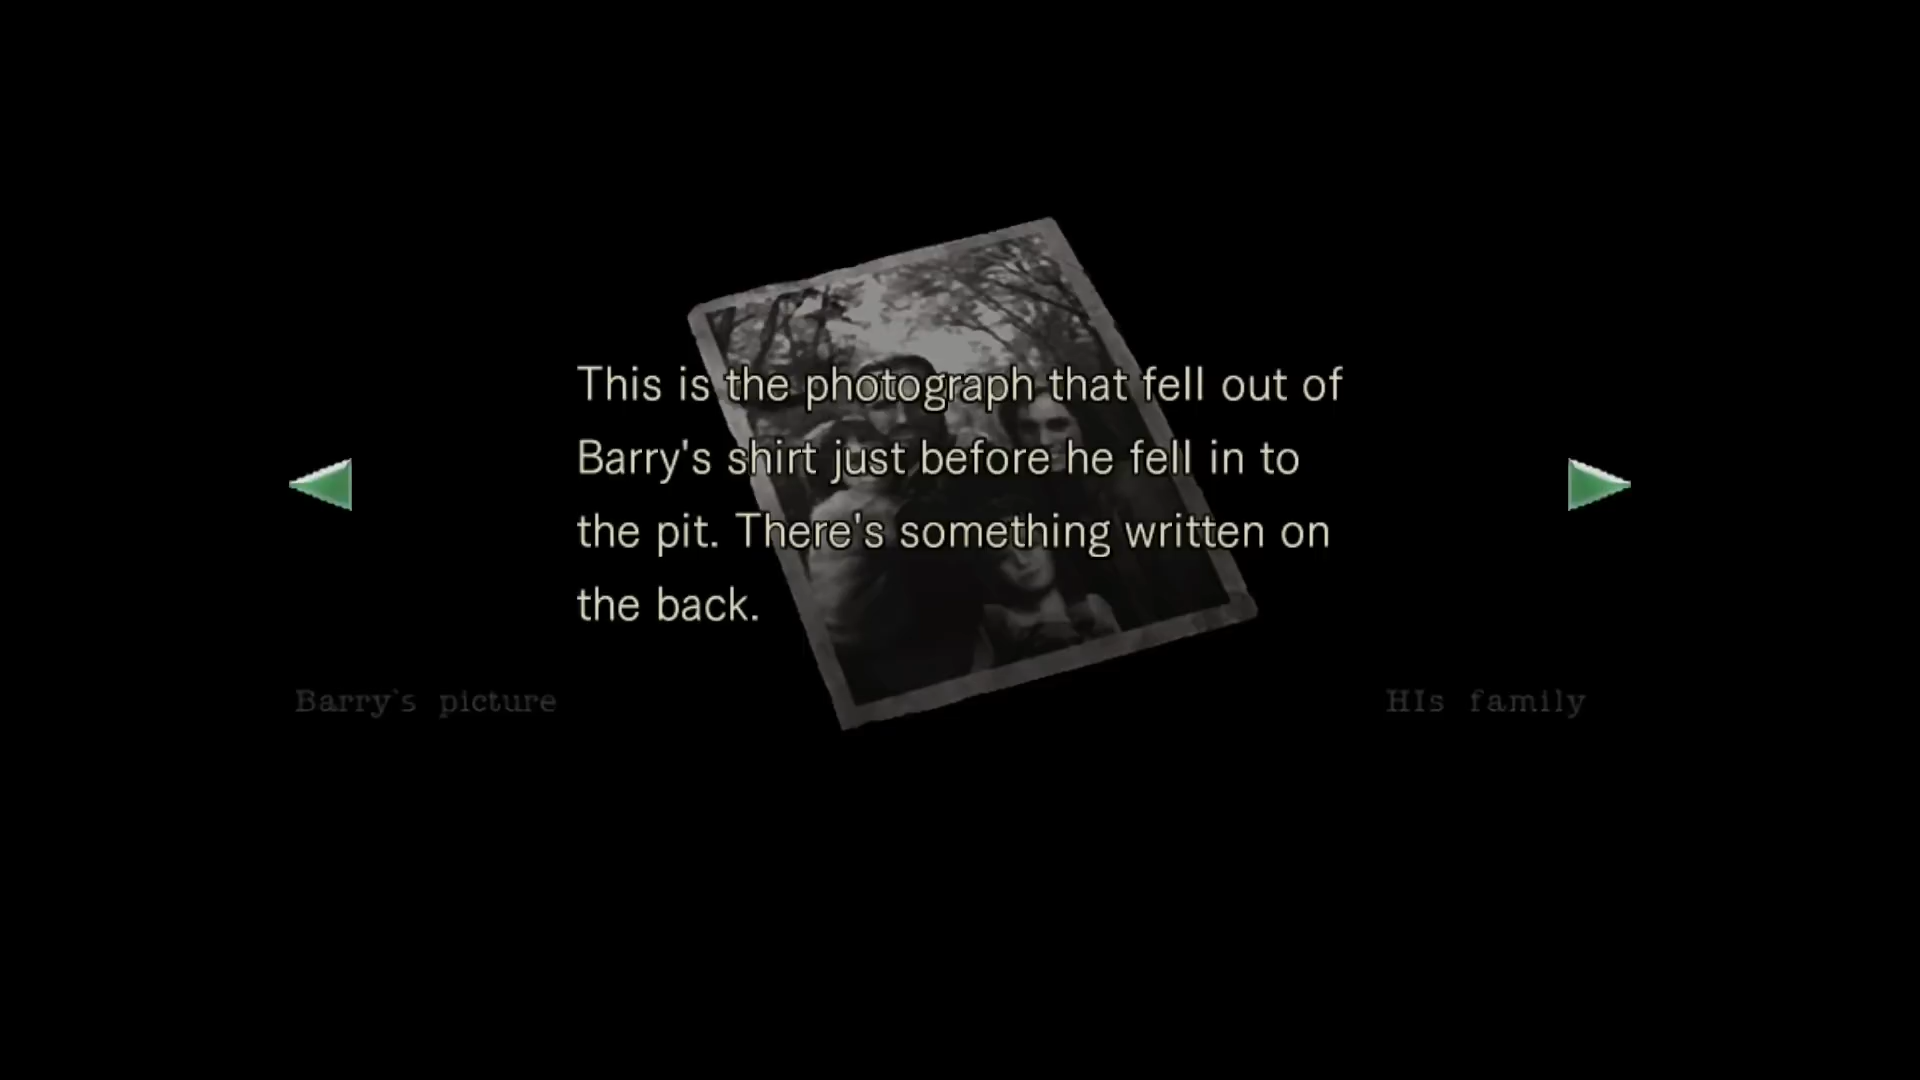 This is the photograph that fell out of
Barry's shirt just before he fell in to
the pit. There's something written on
the back.
Barry`s picture
HIs family